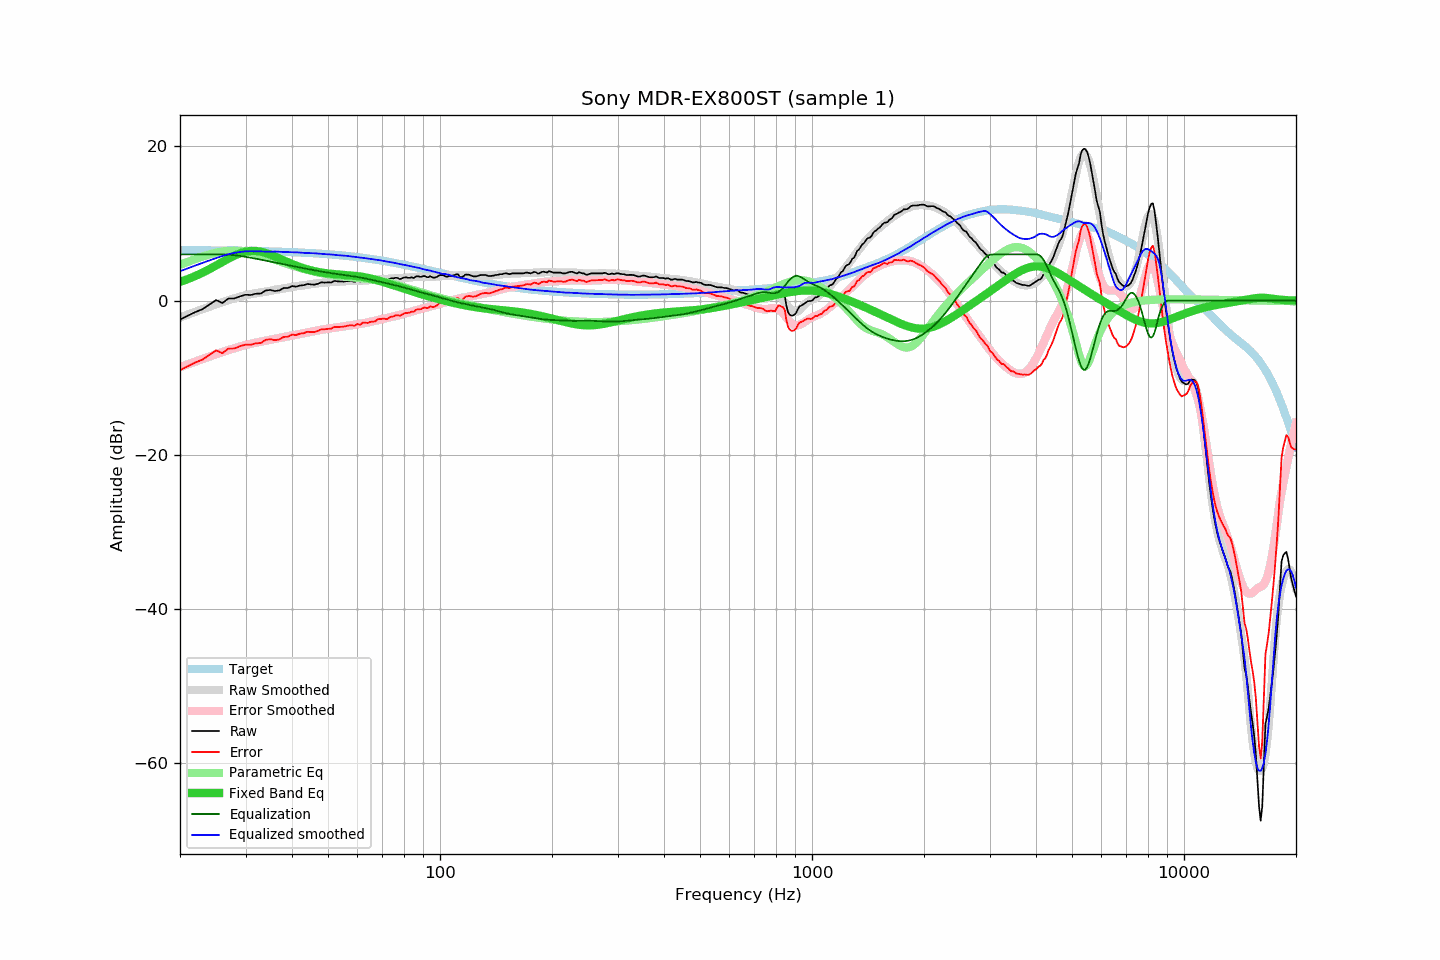 Sony MDR-EX800ST (sample 1)
20
0
−20
−40
−60
Amplitude (dBr)
Target
Raw Smoothed
Error Smoothed
Raw
Error
Parametric Eq
Fixed Band Eq
Equalization
Equalized smoothed
100
1000
10000
Frequency (Hz)